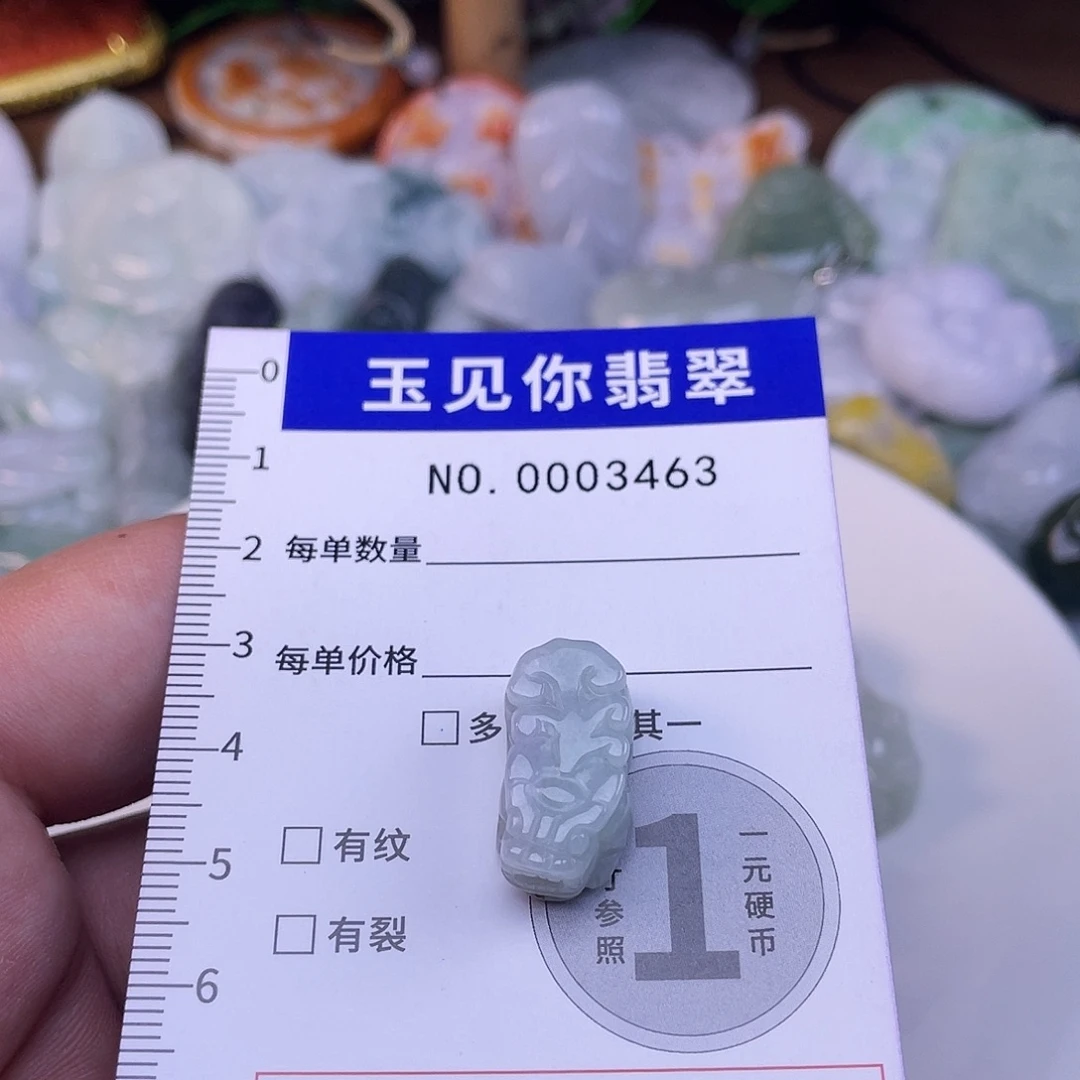 玉见你翡翠
NO. 0003463
0
1
2
3
4
5
6
每单数量
每单价格
□多 其一
□有纹
□有裂
1
参照
一元硬币